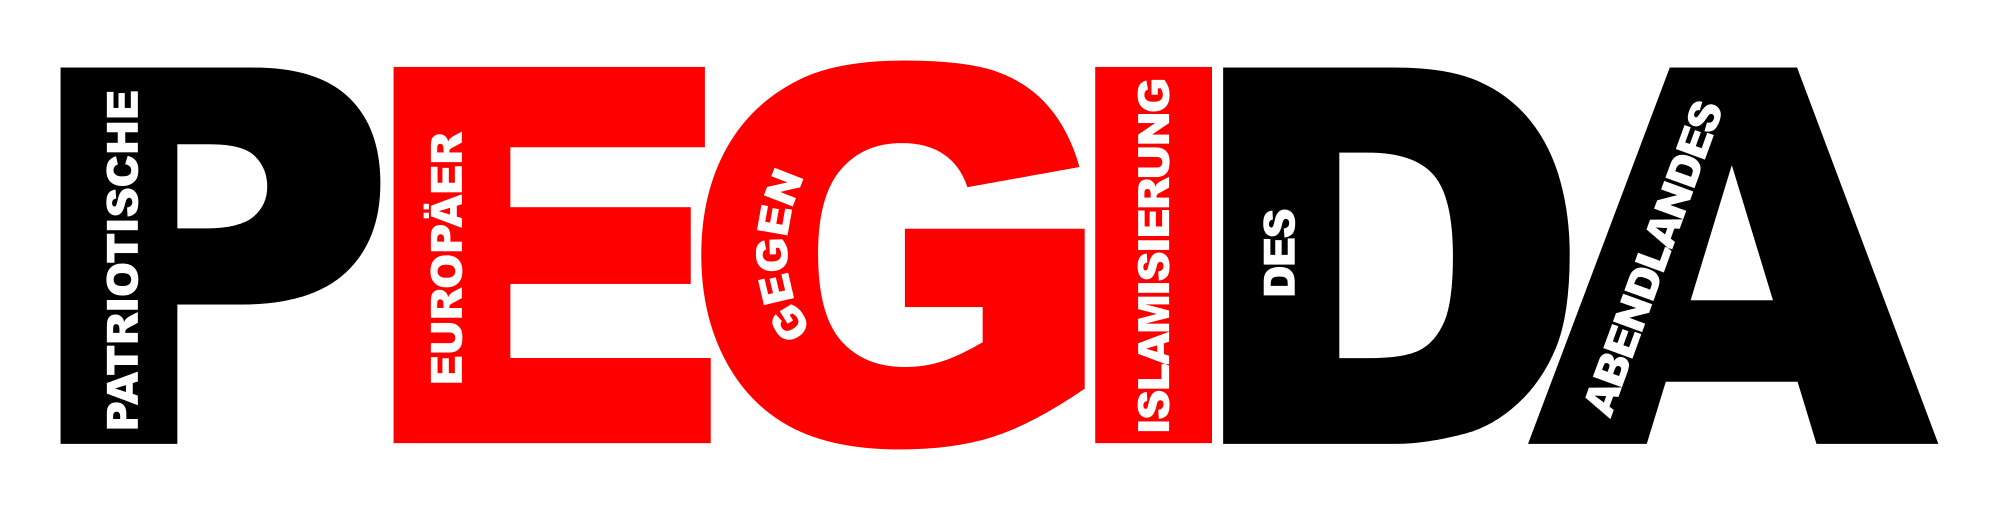 PEGIDA
PATRIOTISCHE
EUROPÄER
GEGEN
ISLAMISIERUNG
DES
ABENDLANDES